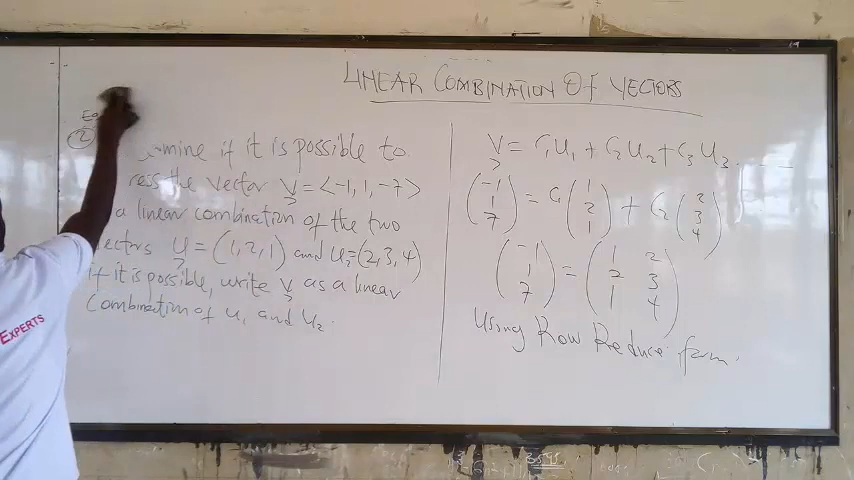 LINEAR COMBINATION OF VECTORS
2
mine if it is possible to
ress the vector V = <-1, 1, -7>
a linear combination of the two
ectors U = (1, 2, 1) and U2 = (2, 3, 4)
if it is possible, write V as a linear
Combination of U1 and U2.
V = C1U1 + C2U2 + C3U3 ......
(-1 1 7) = C1 (1 2 1) + C2 (2 3 4)
(-1 1 7) = (1 2 2 3 1 4)
Using Row Reduce form.
EXPERTS
3595